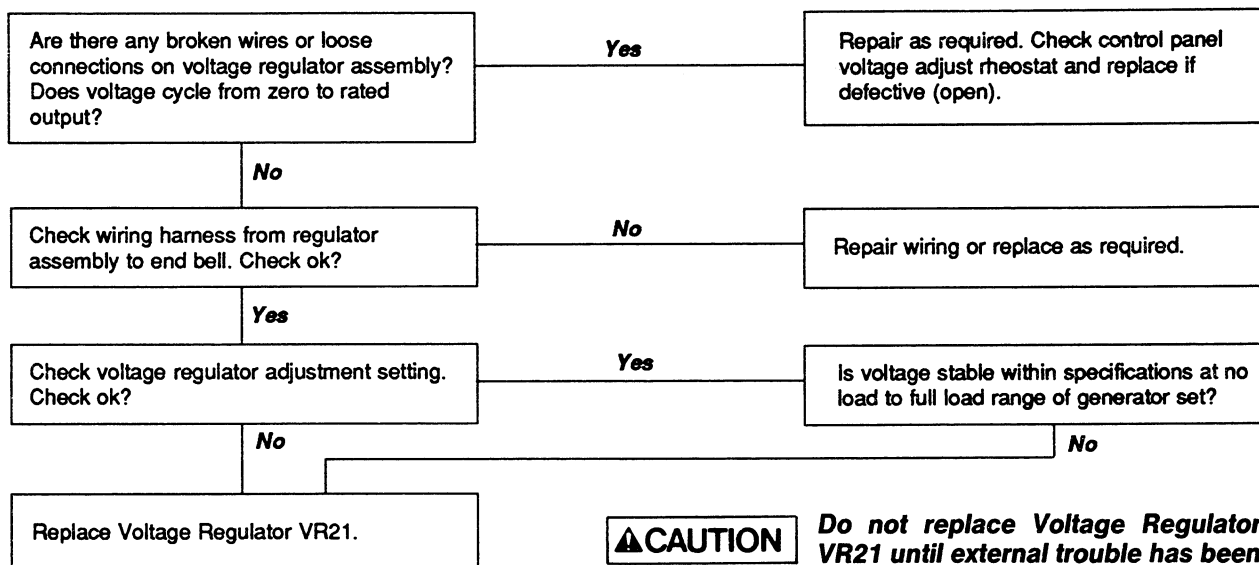 Are there any broken wires or loose
connections on voltage regulator assembly?
Does voltage cycle from zero to rated
output?
Yes
Repair as required. Check control panel
voltage adjust rheostat and replace if
defective (open).
No
Check wiring harness from regulator
assembly to end bell. Check ok?
No
Repair wiring or replace as required.
Yes
Check voltage regulator adjustment setting.
Check ok?
Yes
Is voltage stable within specifications at no
load to full load range of generator set?
No
No
Replace Voltage Regulator VR21.
CAUTION
Do not replace Voltage Regulator
VR21 until external trouble has been